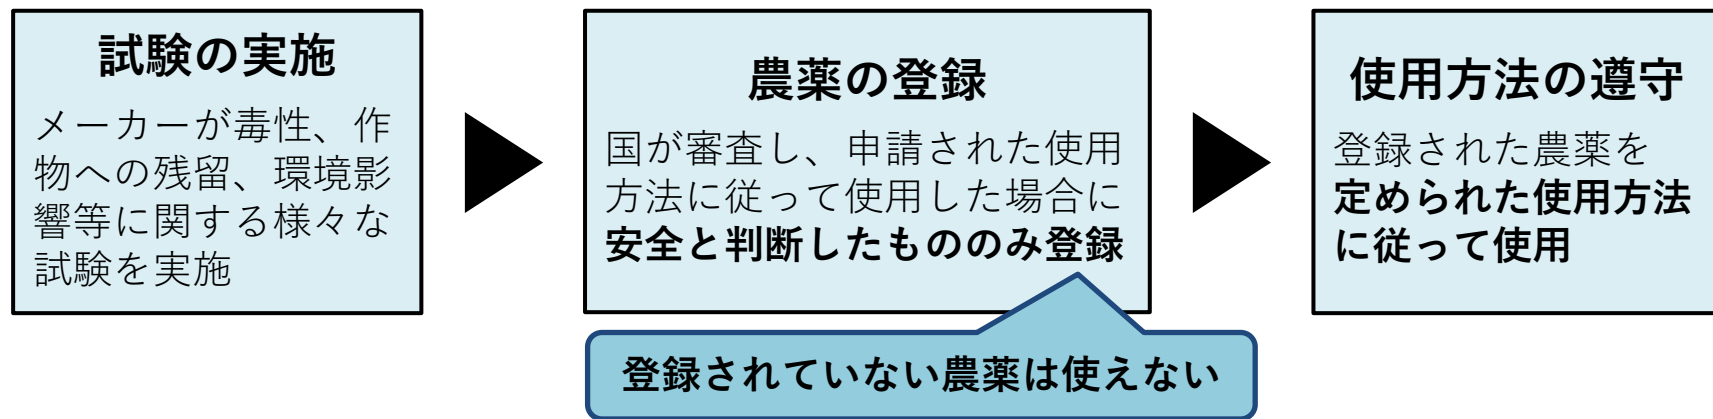 試験の実施
メーカーが毒性、作
物への残留、環境影
響等に関する様々な
試験を実施
農薬の登録
国が審査し、申請された使用
方法に従って使用した場合に
安全と判断したもののみ登録
登録されていない農薬は使えない
使用方法の遵守
登録された農薬を
定められた使用方法
に従って使用